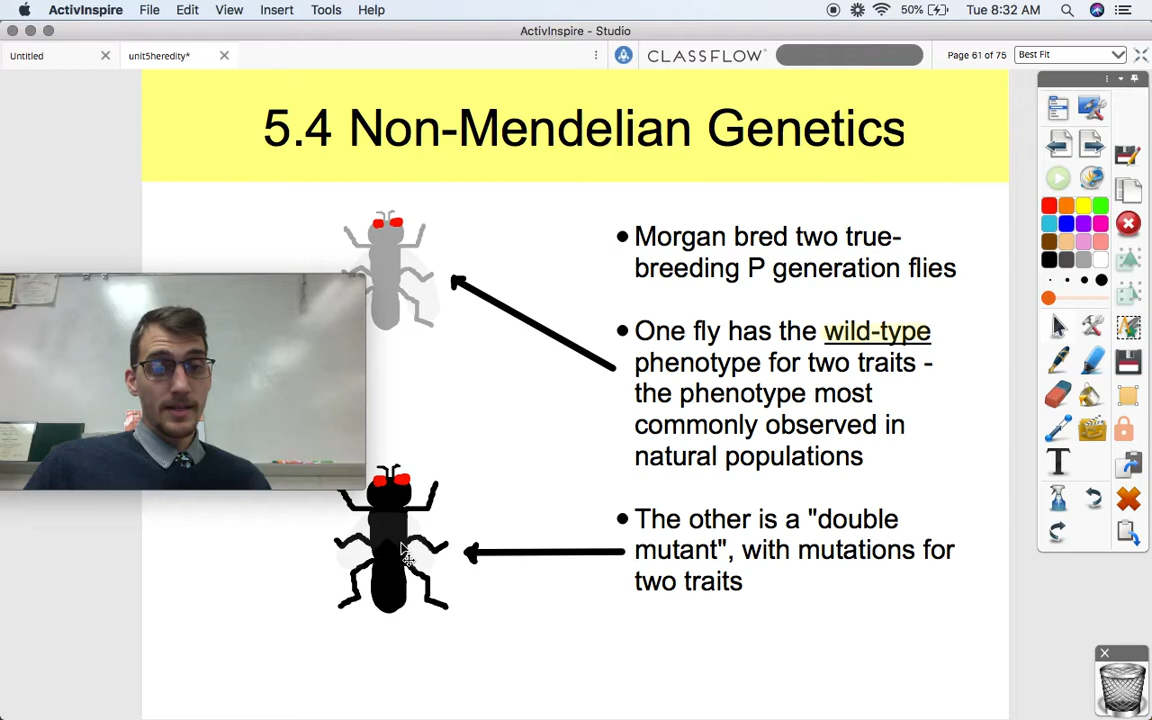 ActivInspire File Edit View Insert Tools Help 50% Tue 8:32 AM
ActivInspire - Studio
Untitled unit5heredity* CLASSFLOW Page 61 of 75 Best Fit
5.4 Non-Mendelian Genetics
• Morgan bred two true-
breeding P generation flies
• One fly has the wild-type
phenotype for two traits -
the phenotype most
commonly observed in
natural populations
• The other is a "double
mutant", with mutations for
two traits